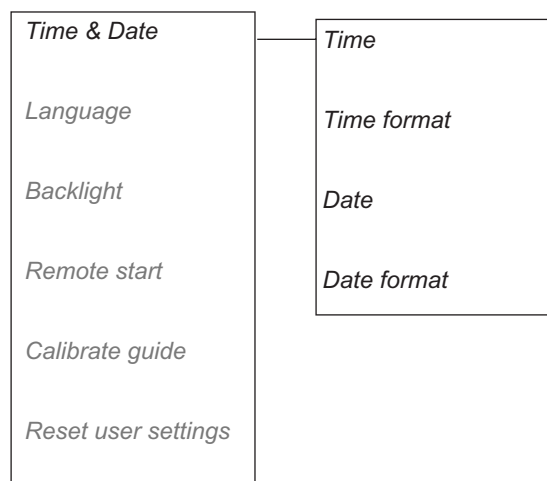 Time & Date
Language
Backlight
Remote start
Calibrate guide
Reset user settings
Time
Time format
Date
Date format